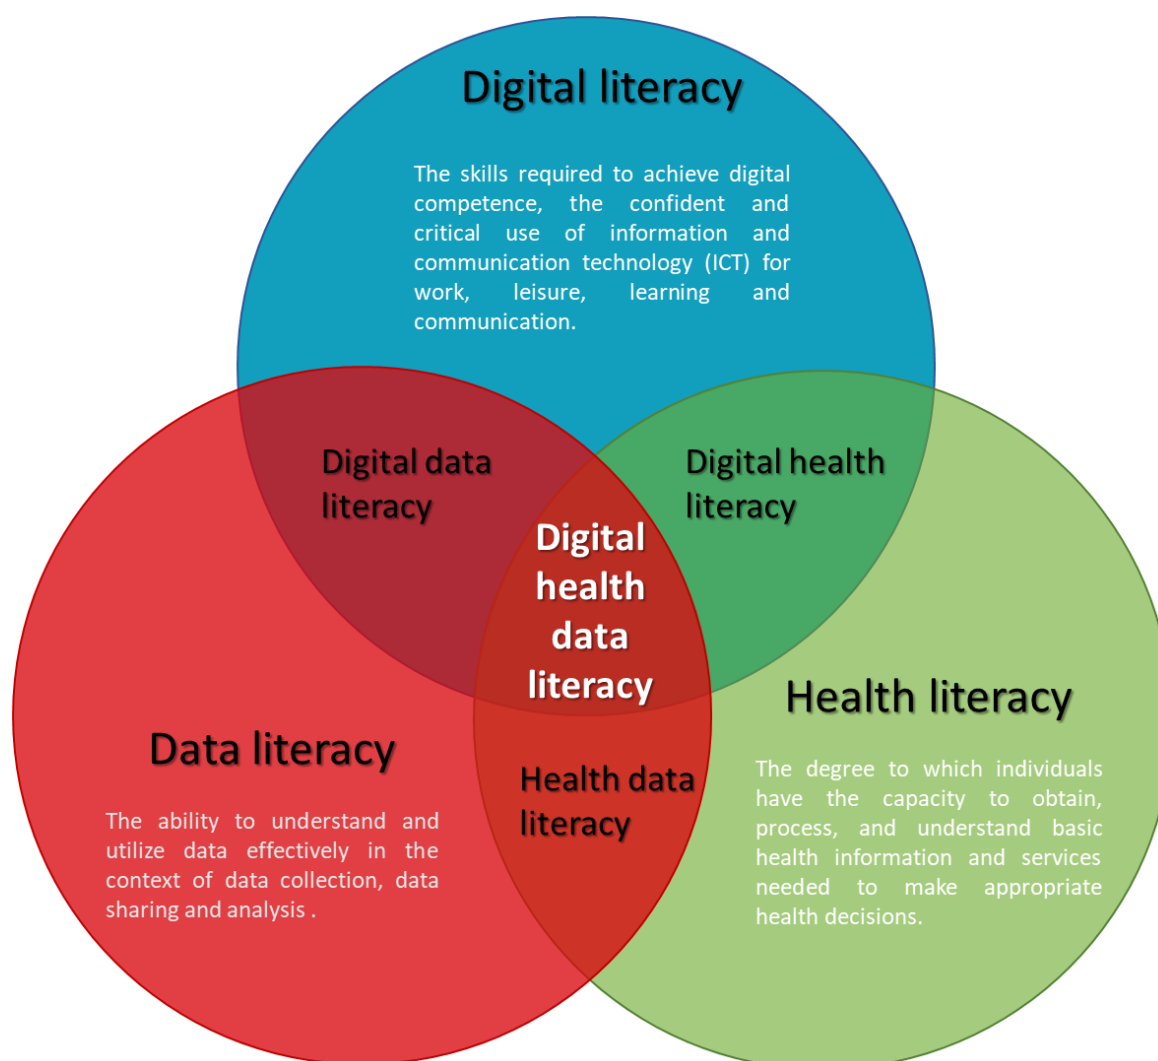 Digital literacy
The skills required to achieve digital
competence, the confident and
critical use of information and
communication technology (ICT) for
work, leisure, learning and
communication.
Digital data
literacy
Digital health
literacy
Digital
health
data
literacy
Data literacy
The ability to understand and
utilize data effectively in the
context of data collection, data
sharing and analysis .
Health data
literacy
Health literacy
The degree to which individuals
have the capacity to obtain,
process, and understand basic
health information and services
needed to make appropriate
health decisions.